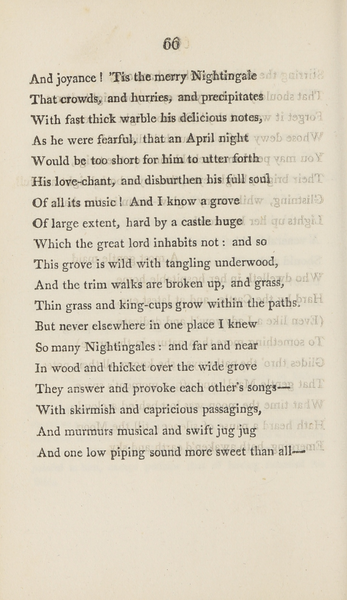 66
And joyance! 'Tis the merry Nightingale
That crowds, and hurries, and precipitates
With fast thick warble his delicious notes,
As he were fearful, that an April night
Would be too short for him to utter forth
His love-chant, and disburthen his full soul
Of all its music! And I know a grove
Of large extent, hard by a castle huge
Which the great lord inhabits not: and so
This grove is wild with tangling underwood,
And the trim walks are broken up, and grass,
Thin grass and king-cups grow within the paths.
But never elsewhere in one place I knew
So many Nightingales: and far and near
In wood and thicket over the wide grove
They answer and provoke each other's songs—
With skirmish and capricious passagings,
And murmurs musical and swift jug jug
And one low piping sound more sweet than all—